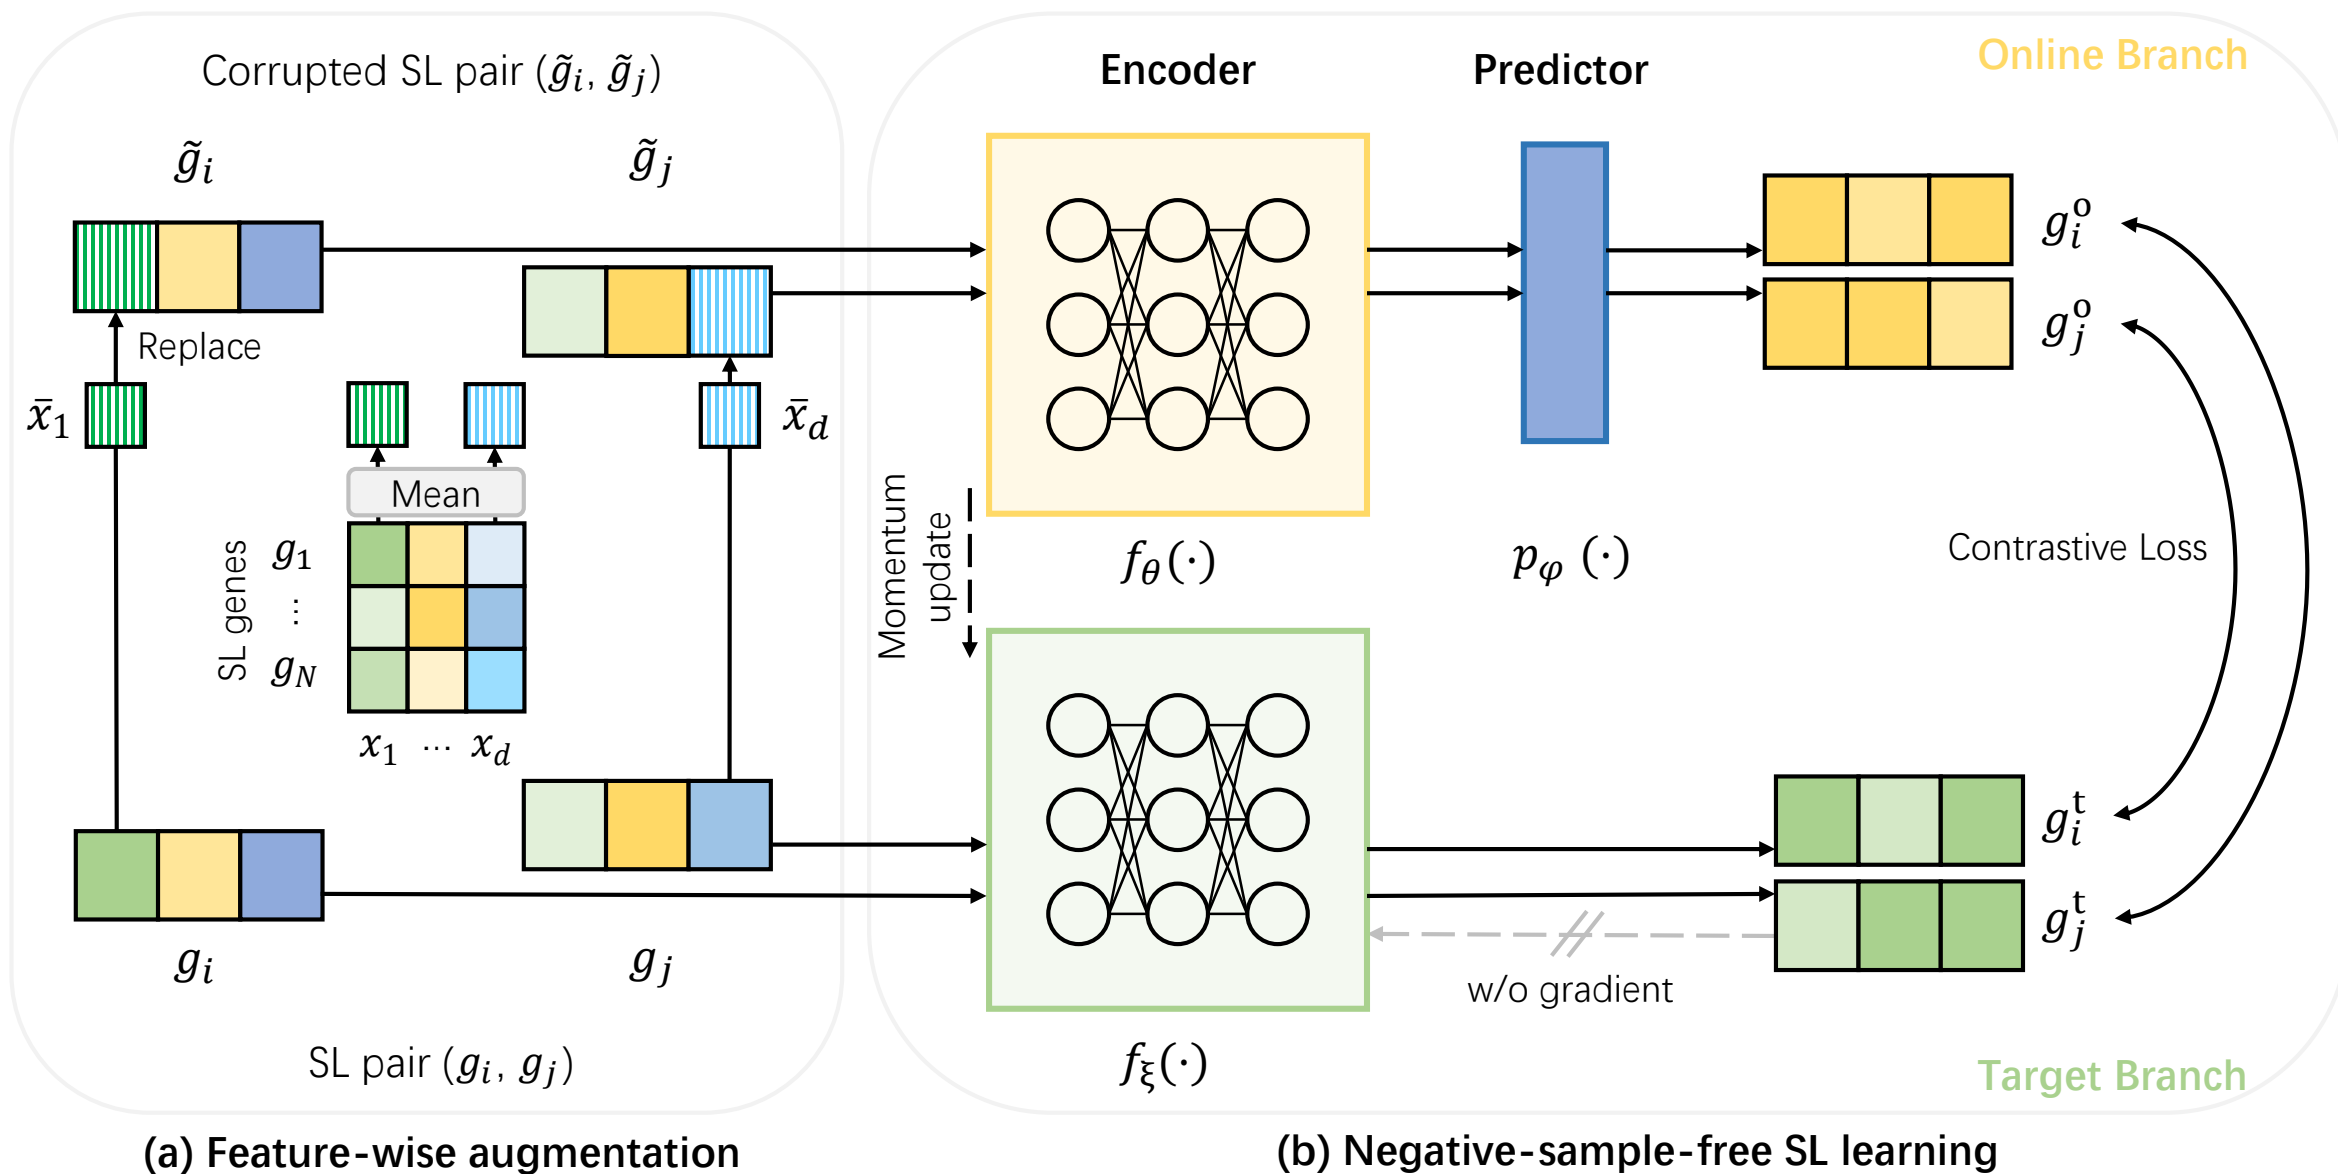 Corrupted SL pair (g̃ᵢ, g̃ⱼ)
g̃ᵢ
g̃ⱼ
Replace
x̄₁
x̄_d
Mean
SL genes
g₁
...
g_N
x₁ ... x_d
gᵢ
gⱼ
SL pair (gᵢ, gⱼ)
(a) Feature-wise augmentation
Encoder
Predictor
Online Branch
gᵢᵒ
gⱼᵒ
Momentum
update
f_θ(·)
p_φ (·)
Contrastive Loss
gᵢᵗ
gⱼᵗ
w/o gradient
f_ξ(·)
Target Branch
(b) Negative-sample-free SL learning